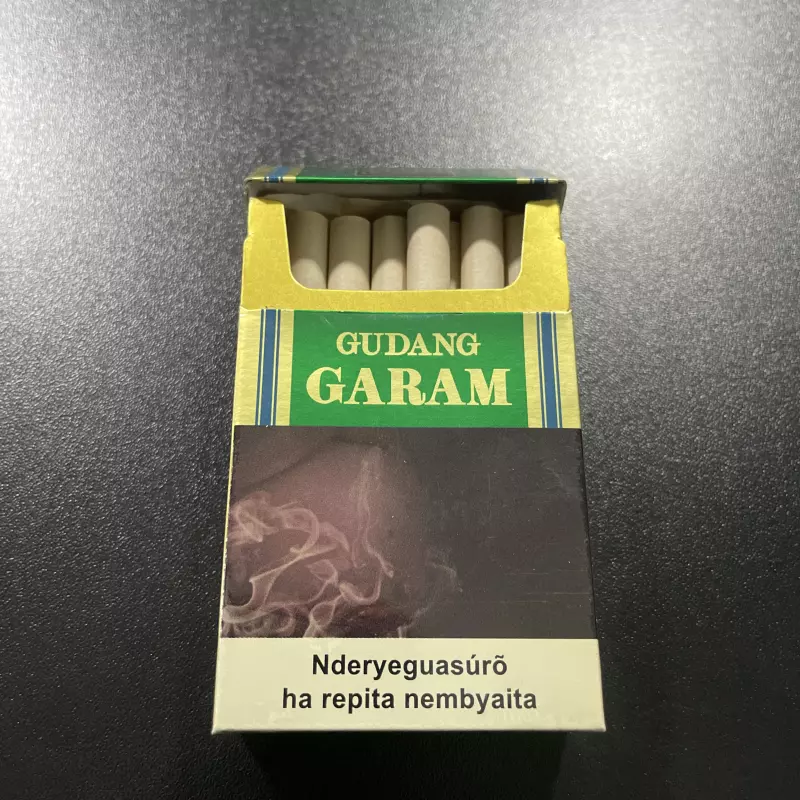 GUDANG
GARAM
Nderyeguasúrõ
ha repita nembyaita